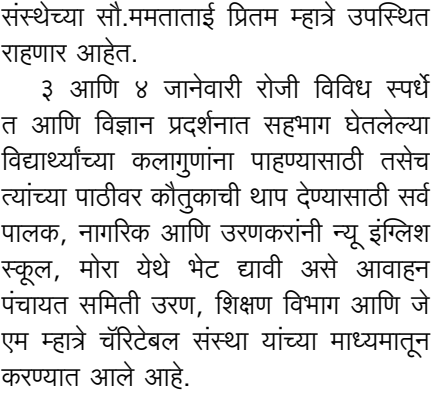 संस्थेच्या सौ.ममताताई प्रितम म्हात्रे उपस्थित
राहणार आहेत.
३ आणि ४ जानेवारी रोजी विविध स्पर्धे
त आणि विज्ञान प्रदर्शनात सहभाग घेतलेल्या
विद्यार्थ्यांच्या कलागुणांना पाहण्यासाठी तसेच
त्यांच्या पाठीवर कौतुकाची थाप देण्यासाठी सर्व
पालक, नागरिक आणि उरणकरांनी न्यू इंग्लिश
स्कूल, मोरा येथे भेट द्यावी असे आवाहन
पंचायत समिती उरण, शिक्षण विभाग आणि जे
एम म्हात्रे चॅरिटेबल संस्था यांच्या माध्यमातून
करण्यात आले आहे.